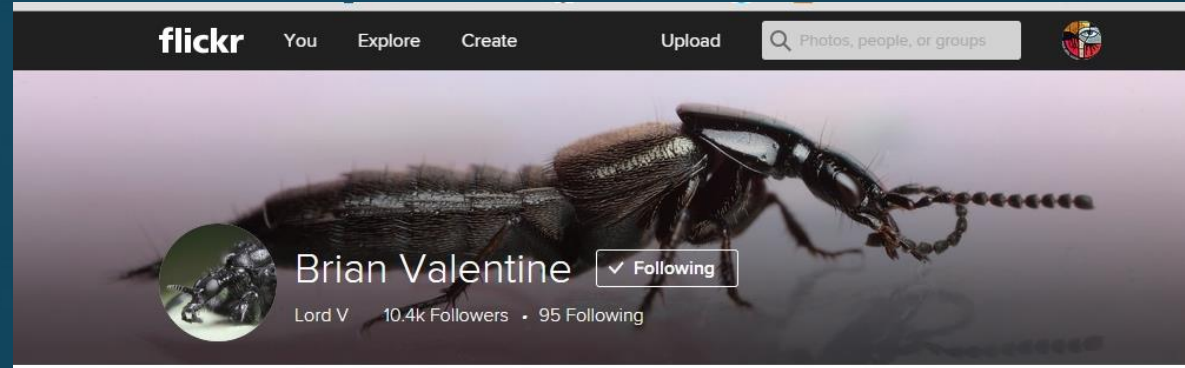 flickr You Explore Create Upload Photos, people, or groups
Brian Valentine ✓ Following
Lord V 10.4k Followers • 95 Following